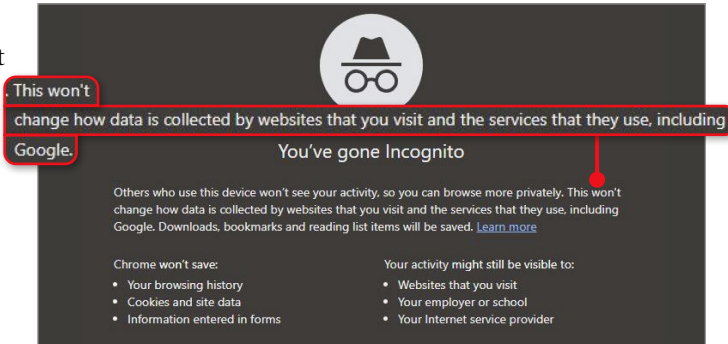 t
. This won't
change how data is collected by websites that you visit and the services that they use, including
Google.
You've gone Incognito
Others who use this device won't see your activity, so you can browse more privately. This won't
change how data is collected by websites that you visit and the services that they use, including
Google. Downloads, bookmarks and reading list items will be saved. Learn more
Chrome won't save:
• Your browsing history
• Cookies and site data
• Information entered in forms
Your activity might still be visible to:
• Websites that you visit
• Your employer or school
• Your Internet service provider